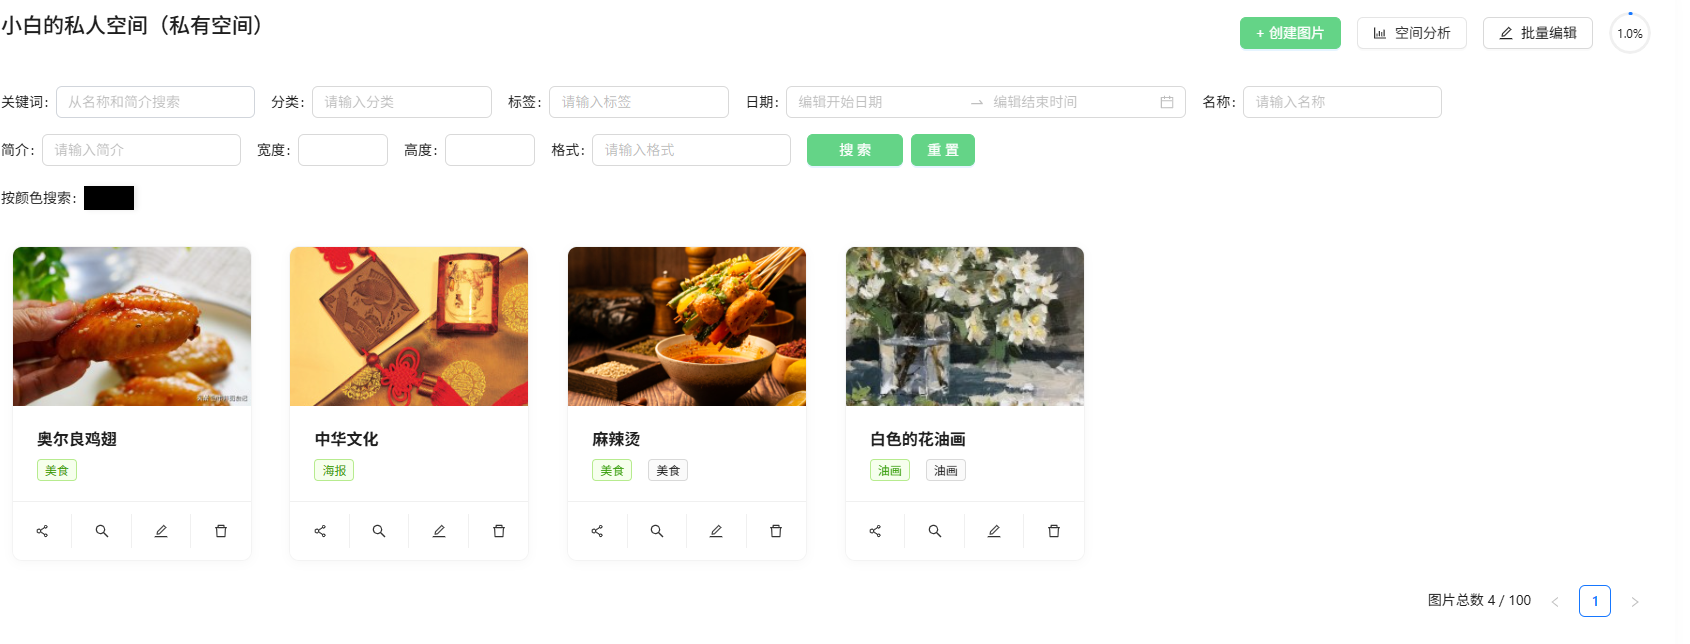 小白的私人空间（私有空间）
+ 创建图片 空间分析 批量编辑 1.0%
关键词： 从名称和简介搜索 分类： 请输入分类 标签： 请输入标签 日期： 编辑开始日期 → 编辑结束时间 名称： 请输入名称
简介： 请输入简介 宽度： 高度： 格式： 请输入格式 搜 索 重 置
按颜色搜索：
奥尔良鸡翅 中华文化 麻辣烫 白色的花油画
美食 海报 美食 美食 油画 油画
图片总数 4 / 100 < 1 >